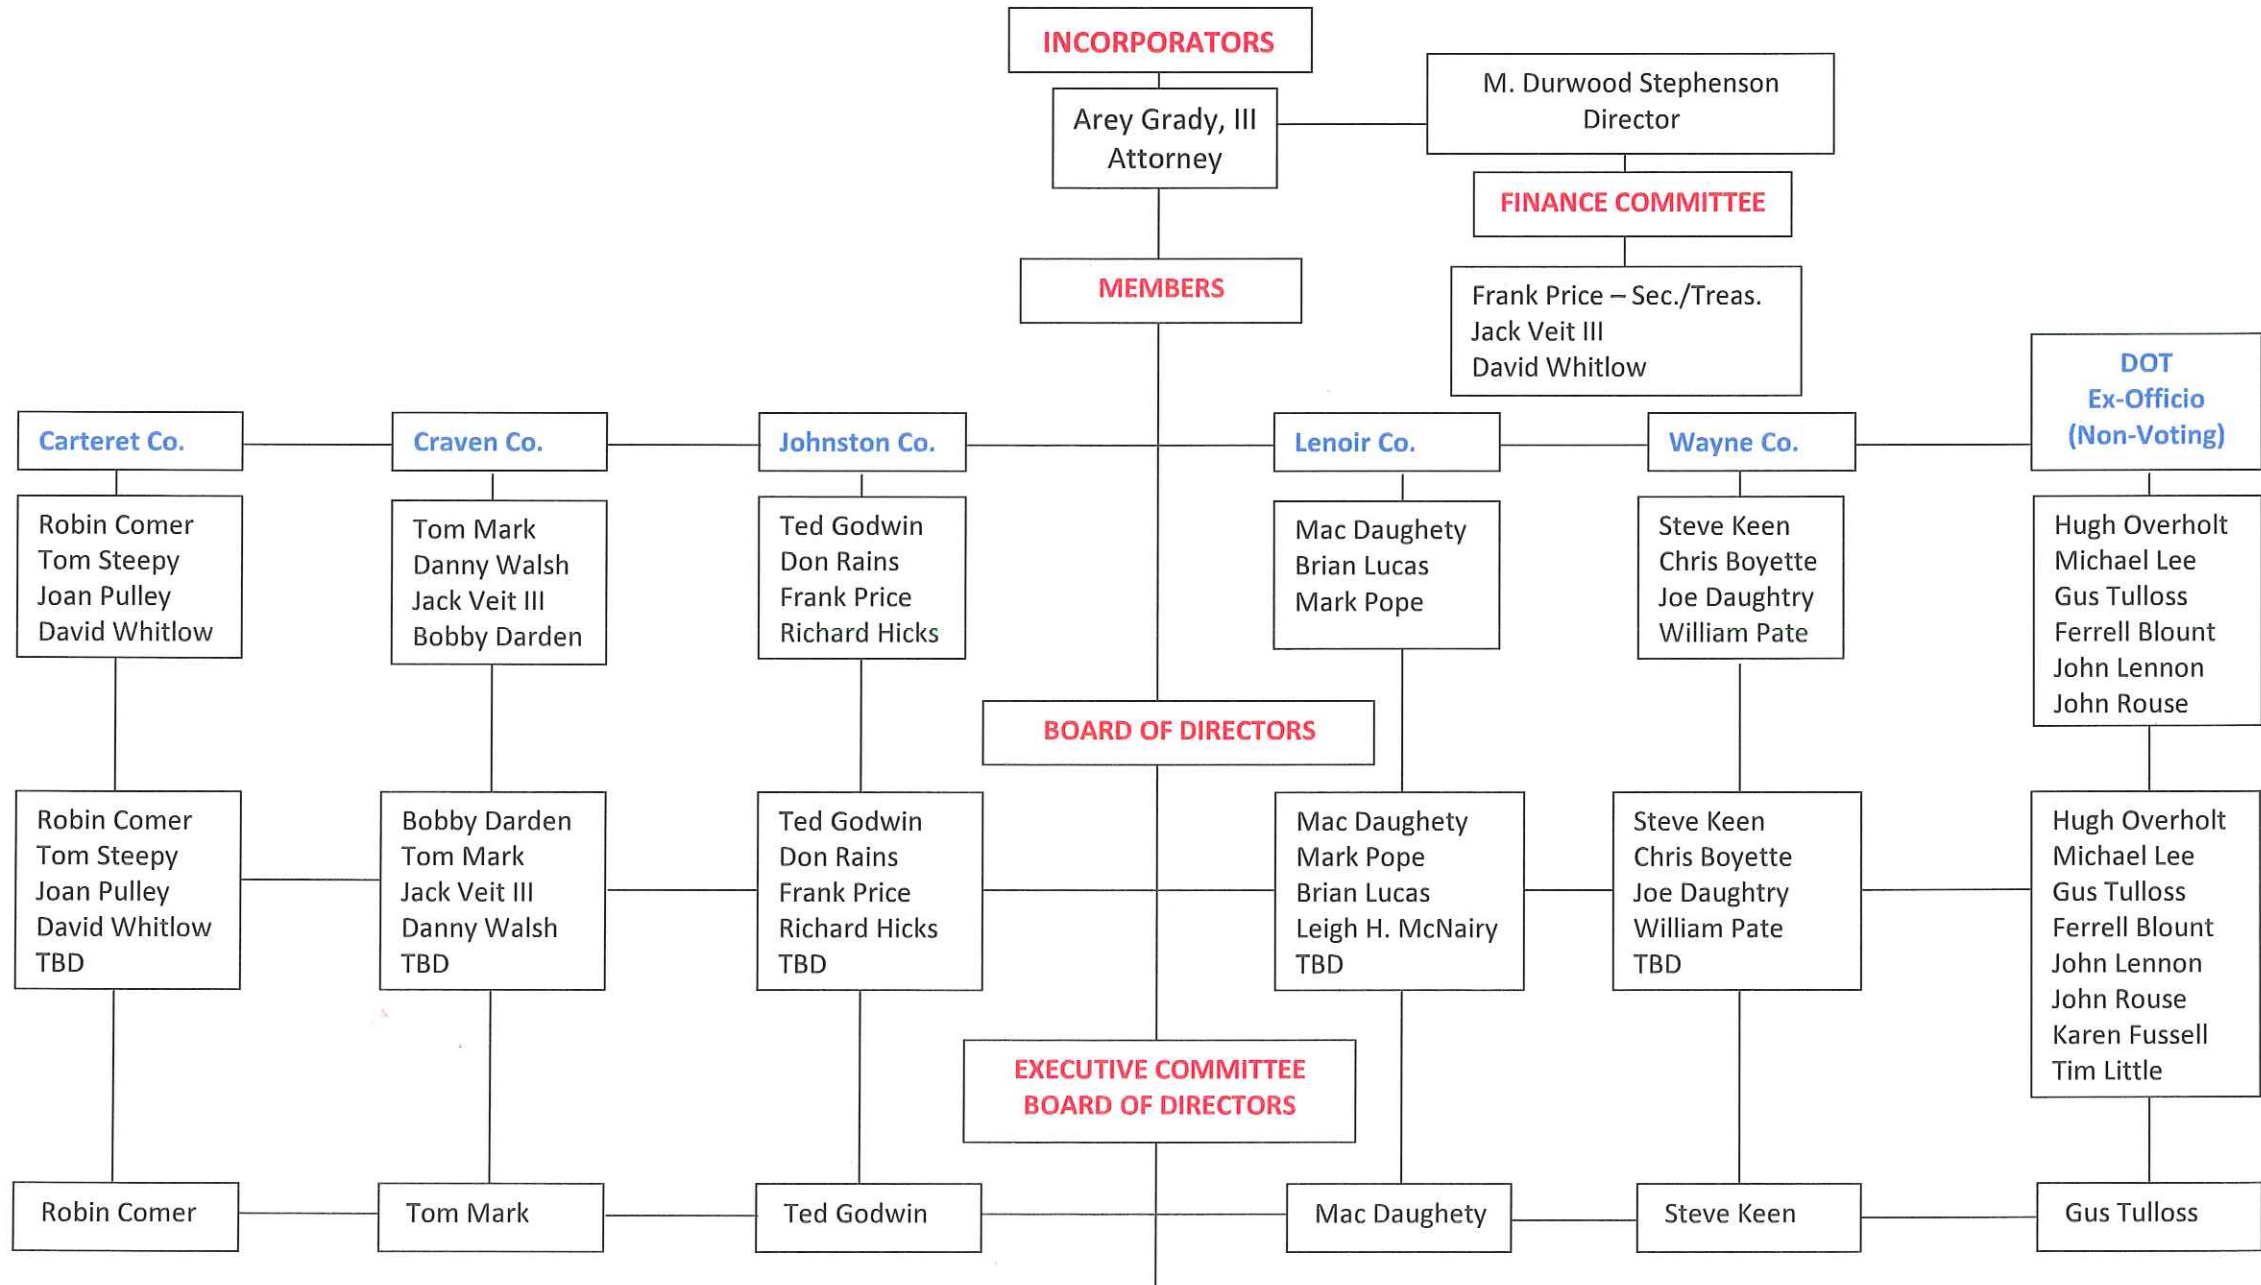 INCORPORATORS
Arey Grady, III
Attorney
M. Durwood Stephenson
Director
FINANCE COMMITTEE
Frank Price – Sec./Treas.
Jack Veit III
David Whitlow
MEMBERS
Carteret Co.
Craven Co.
Johnston Co.
Lenoir Co.
Wayne Co.
DOT
Ex-Officio
(Non-Voting)
Robin Comer
Tom Steepy
Joan Pulley
David Whitlow
Tom Mark
Danny Walsh
Jack Veit III
Bobby Darden
Ted Godwin
Don Rains
Frank Price
Richard Hicks
Mac Daughety
Brian Lucas
Mark Pope
Steve Keen
Chris Boyette
Joe Daughtry
William Pate
Hugh Overholt
Michael Lee
Gus Tulloss
Ferrell Blount
John Lennon
John Rouse
BOARD OF DIRECTORS
Robin Comer
Tom Steepy
Joan Pulley
David Whitlow
TBD
Bobby Darden
Tom Mark
Jack Veit III
Danny Walsh
TBD
Ted Godwin
Don Rains
Frank Price
Richard Hicks
TBD
Mac Daughety
Mark Pope
Brian Lucas
Leigh H. McNairy
TBD
Steve Keen
Chris Boyette
Joe Daughtry
William Pate
TBD
Hugh Overholt
Michael Lee
Gus Tulloss
Ferrell Blount
John Lennon
John Rouse
Karen Fussell
Tim Little
EXECUTIVE COMMITTEE
BOARD OF DIRECTORS
Robin Comer
Tom Mark
Ted Godwin
Mac Daughety
Steve Keen
Gus Tulloss